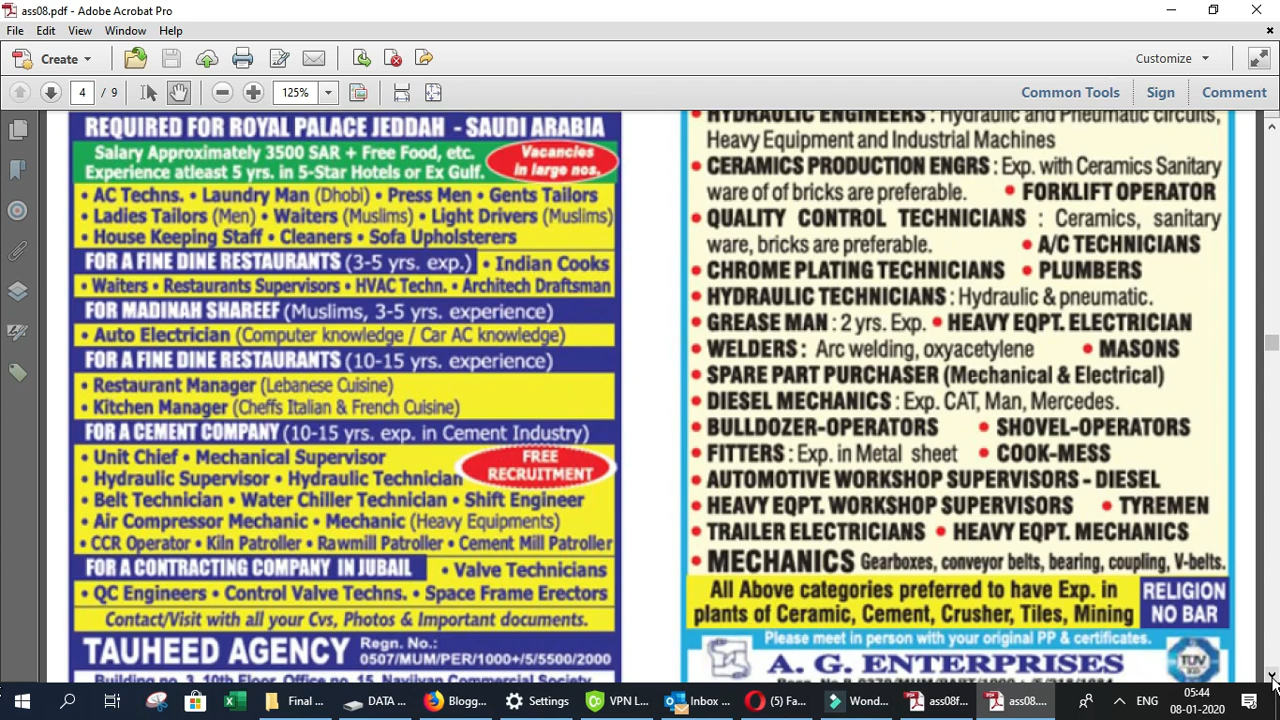 ass08.pdf - Adobe Acrobat Pro
File Edit View Window Help
Create Customize
4 / 9 125% Common Tools Sign Comment
REQUIRED FOR ROYAL PALACE JEDDAH - SAUDI ARABIA
Salary Approximately 3500 SAR + Free Food, etc.
Experience atleast 5 yrs. in 5-Star Hotels or Ex Gulf.
Vacancies
in large nos.
• AC Techns. • Laundry Man (Dhobi) • Press Men • Gents Tailors
• Ladies Tailors (Men) • Waiters (Muslims) • Light Drivers (Muslims)
• House Keeping Staff • Cleaners • Sofa Upholsterers
FOR A FINE DINE RESTAURANTS (3-5 yrs. exp.) • Indian Cooks
• Waiters • Restaurants Supervisors • HVAC Techn. • Architech Draftsman
FOR MADINAH SHAREEF (Muslims, 3-5 yrs. experience)
• Auto Electrician (Computer knowledge / Car AC knowledge)
FOR A FINE DINE RESTAURANTS (10-15 yrs. experience)
• Restaurant Manager (Lebanese Cuisine)
• Kitchen Manager (Cheffs Italian & French Cuisine)
FOR A CEMENT COMPANY (10-15 yrs. exp. in Cement Industry)
• Unit Chief • Mechanical Supervisor
• Hydraulic Supervisor • Hydraulic Technician
FREE
RECRUITMENT
• Belt Technician • Water Chiller Technician • Shift Engineer
• Air Compressor Mechanic • Mechanic (Heavy Equipments)
• CCR Operator • Kiln Patroller • Rawmill Patroller • Cement Mill Patroller
FOR A CONTRACTING COMPANY IN JUBAIL • Valve Technicians
• QC Engineers • Control Valve Techns. • Space Frame Erectors
Contact/Visit with all your Cvs, Photos & Important documents.
TAUHEED AGENCY Regn. No.:
0507/MUM/PER/1000+/5/5500/2000
Building no. 3, 10th Floor, Office no. 15, Navjivan Commercial
• HYDRAULIC ENGINEERS : Hydraulic and Pneumatic circuits,
Heavy Equipment and Industrial Machines
• CERAMICS PRODUCTION ENGRS : Exp. with Ceramics Sanitary
ware of of bricks are preferable. • FORKLIFT OPERATOR
• QUALITY CONTROL TECHNICIANS : Ceramics, sanitary
ware, bricks are preferable. • A/C TECHNICIANS
• CHROME PLATING TECHNICIANS • PLUMBERS
• HYDRAULIC TECHNICIANS : Hydraulic & pneumatic.
• GREASE MAN : 2 yrs. Exp. • HEAVY EQPT. ELECTRICIAN
• WELDERS : Arc welding, oxyacetylene • MASONS
• SPARE PART PURCHASER (Mechanical & Electrical)
• DIESEL MECHANICS : Exp. CAT, Man, Mercedes.
• BULLDOZER-OPERATORS • SHOVEL-OPERATORS
• FITTERS : Exp. in Metal sheet • COOK-MESS
• AUTOMOTIVE WORKSHOP SUPERVISORS - DIESEL
• HEAVY EQPT. WORKSHOP SUPERVISORS • TYREMEN
• TRAILER ELECTRICIANS • HEAVY EQPT. MECHANICS
• MECHANICS Gearboxes, conveyor belts, bearing, coupling, V-belts.
All Above categories preferred to have Exp. in
plants of Ceramic, Cement, Crusher, Tiles, Mining
RELIGION
NO BAR
Please meet in person with your original PP & certificates.
A. G. ENTERPRISES
TUV
Final ... DATA ... Blogg... Settings VPN L... Inbox ... (5) Fa... Wond... ass08f... ass08.... ENG 05:44
08-01-2020